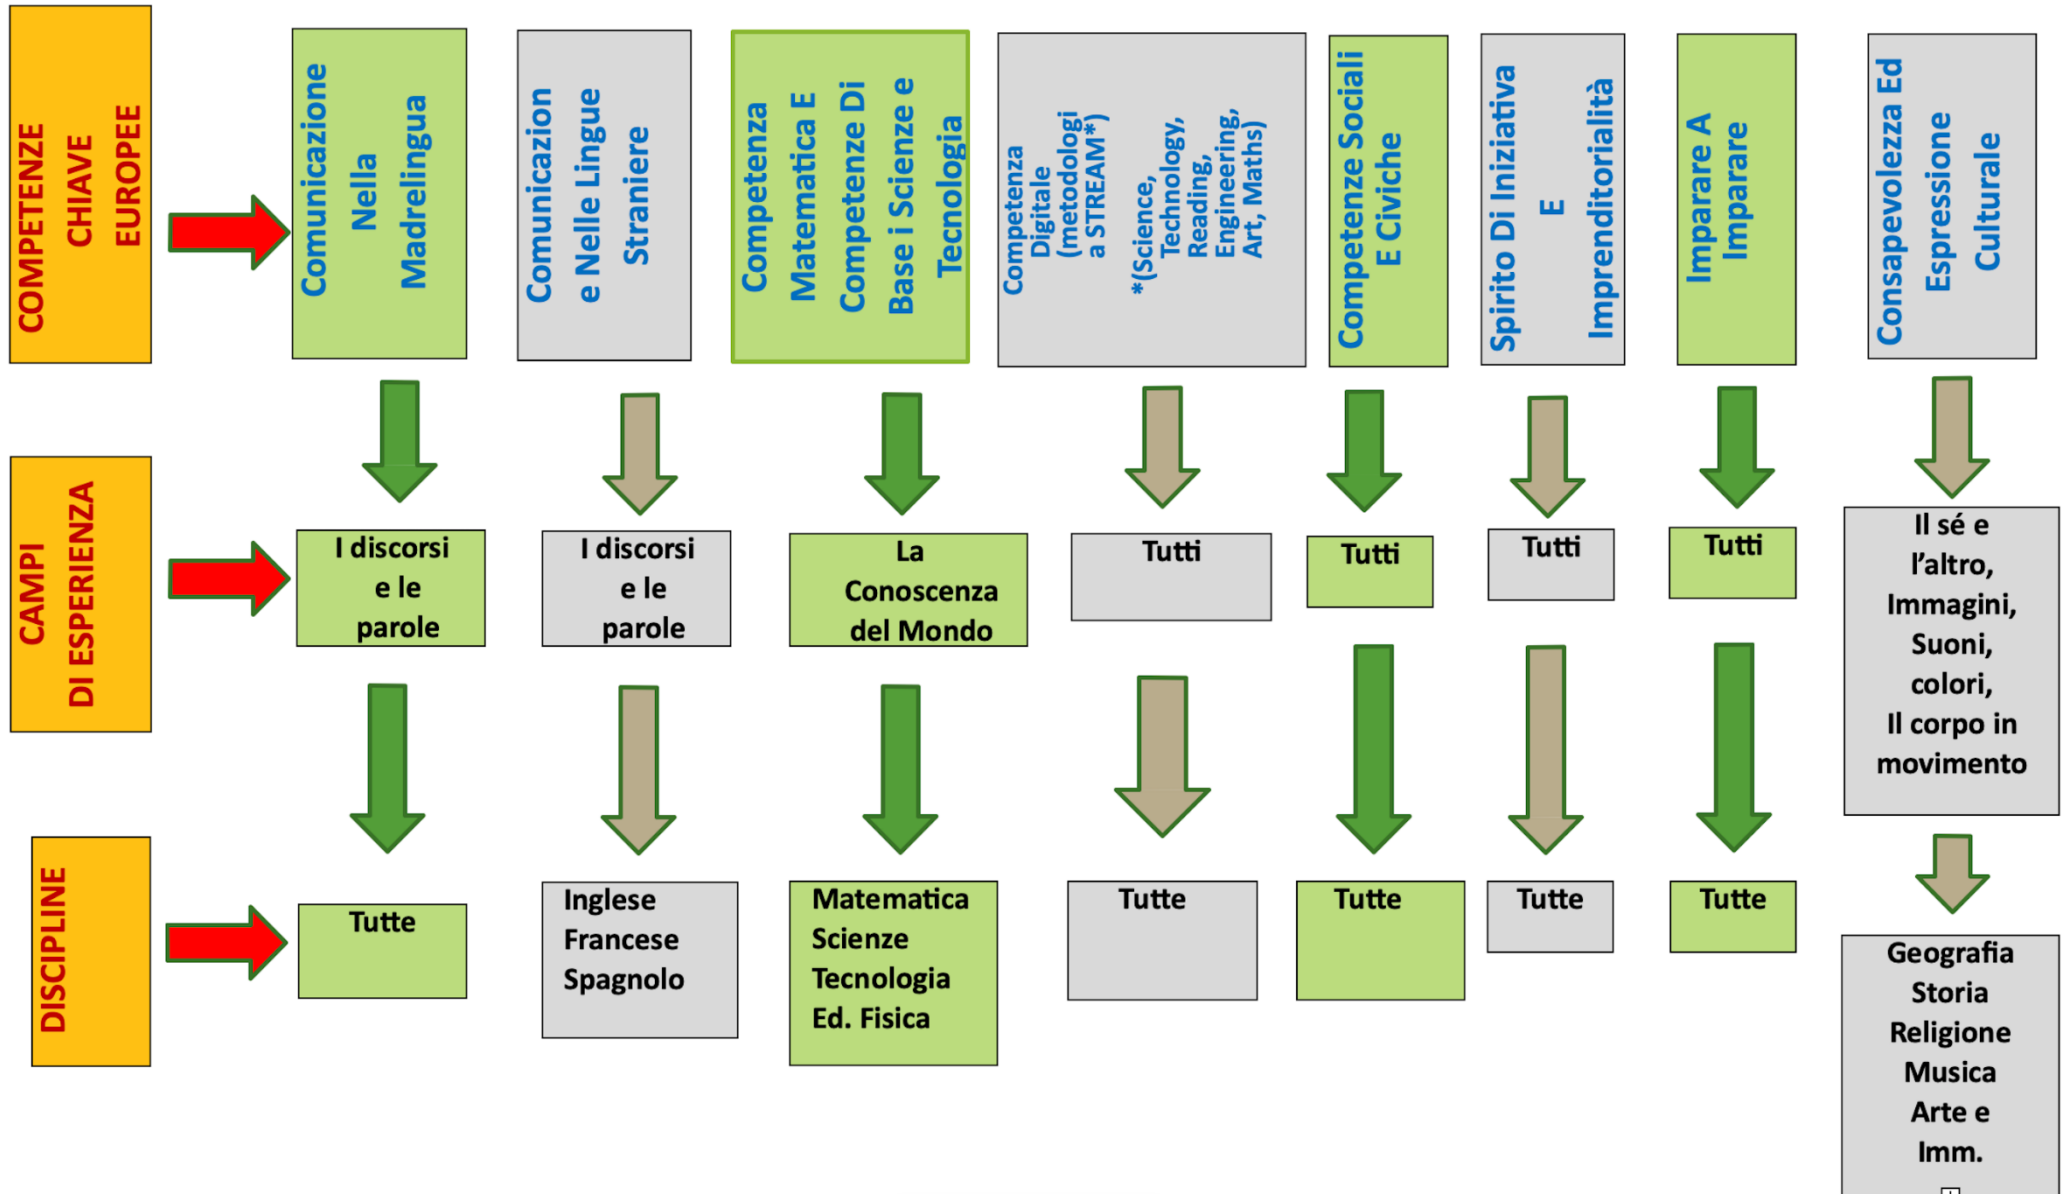 COMPETENZE
CHIAVE
EUROPEE
Comunicazione
Nella
Madrelingua
Comunicazion
e Nelle Lingue
Straniere
Competenza
Matematica E
Competenze Di
Base i Scienze e
Tecnologia
Competenza
Digitale
(metodologi
a STREAM*)
*(Science,
Technology,
Reading,
Engineering,
Art, Maths)
Competenze Sociali
E Civiche
Spirito Di Iniziativa
E
Imprenditorialità
Imparare A
Imparare
Consapevolezza Ed
Espressione
Culturale
CAMPI
DI ESPERIENZA
I discorsi
e le
parole
I discorsi
e le
parole
La
Conoscenza
del Mondo
Tutti
Tutti
Tutti
Tutti
Il sé e
l’altro,
Immagini,
Suoni,
colori,
Il corpo in
movimento
DISCIPLINE
Tutte
Inglese
Francese
Spagnolo
Matematica
Scienze
Tecnologia
Ed. Fisica
Tutte
Tutte
Tutte
Tutte
Geografia
Storia
Religione
Musica
Arte e
Imm.